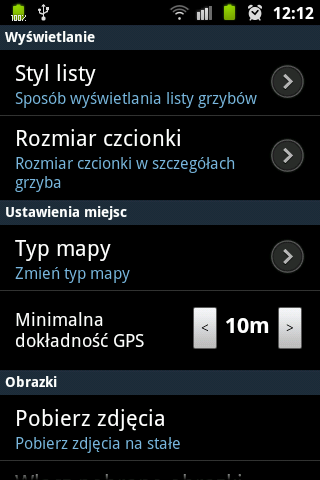 100%
12:12
Wyświetlanie
Styl listy
Sposób wyświetlania listy grzybów
Rozmiar czcionki
Rozmiar czcionki w szczegółach
grzyba
Ustawienia miejsc
Typ mapy
Zmień typ mapy
Minimalna
dokładność GPS
< 10m >
Obrazki
Pobierz zdjęcia
Pobierz zdjęcia na stałe